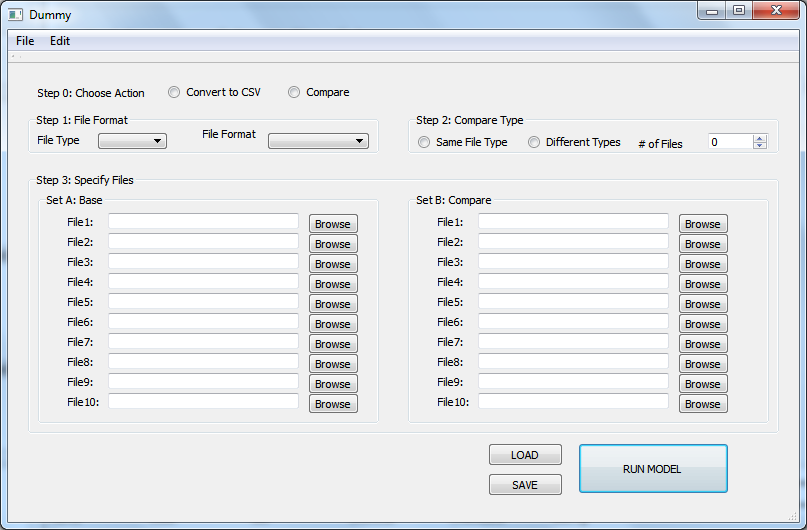 Dummy
File Edit
Step 0: Choose Action Convert to CSV Compare
Step 1: File Format
File Type File Format
Step 2: Compare Type
Same File Type Different Types # of Files 0
Step 3: Specify Files
Set A: Base
File1: Browse
File2: Browse
File3: Browse
File4: Browse
File5: Browse
File6: Browse
File7: Browse
File8: Browse
File9: Browse
File10: Browse
Set B: Compare
File1: Browse
File2: Browse
File3: Browse
File4: Browse
File5: Browse
File6: Browse
File7: Browse
File8: Browse
File9: Browse
File10: Browse
LOAD
SAVE
RUN MODEL